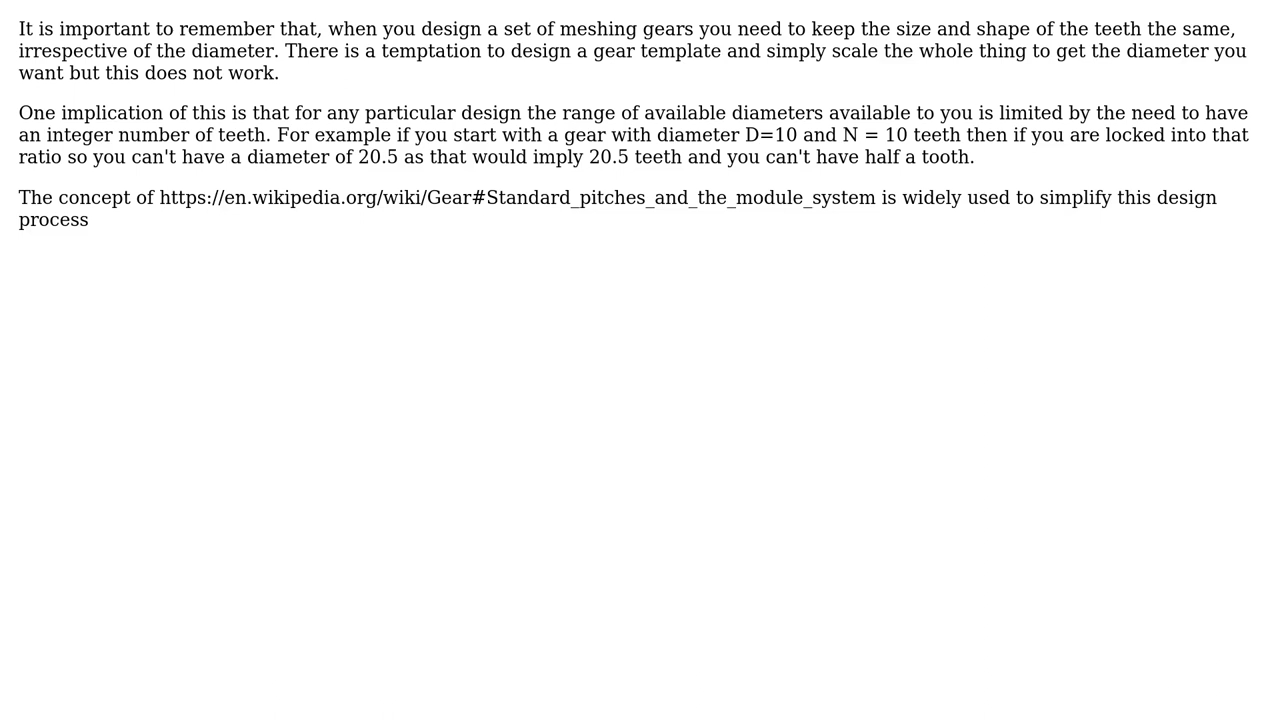 It is important to remember that, when you design a set of meshing gears you need to keep the size and shape of the teeth the same,
irrespective of the diameter. There is a temptation to design a gear template and simply scale the whole thing to get the diameter you
want but this does not work.
One implication of this is that for any particular design the range of available diameters available to you is limited by the need to have
an integer number of teeth. For example if you start with a gear with diameter D=10 and N = 10 teeth then if you are locked into that
ratio so you can't have a diameter of 20.5 as that would imply 20.5 teeth and you can't have half a tooth.
The concept of https://en.wikipedia.org/wiki/Gear#Standard_pitches_and_the_module_system is widely used to simplify this design
process